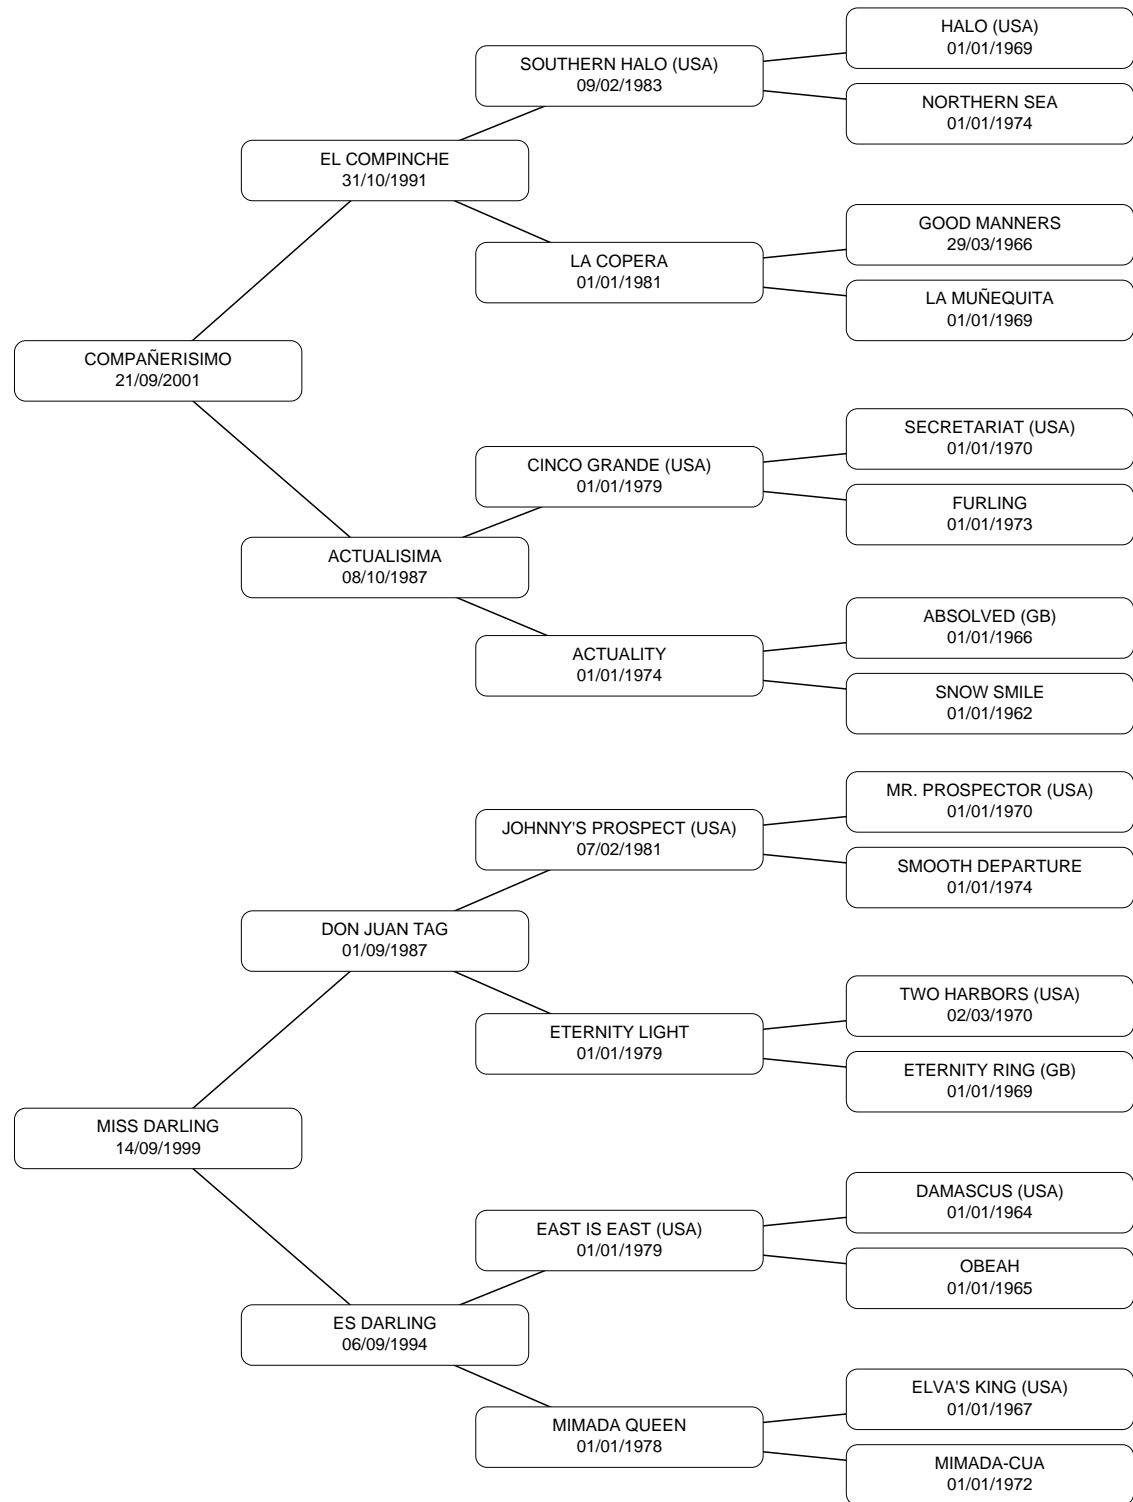 HALO (USA)
01/01/1969
SOUTHERN HALO (USA)
09/02/1983
NORTHERN SEA
01/01/1974
EL COMPINCHE
31/10/1991
GOOD MANNERS
29/03/1966
LA COPERA
01/01/1981
LA MUÑEQUITA
01/01/1969
COMPAÑERISIMO
21/09/2001
SECRETARIAT (USA)
01/01/1970
CINCO GRANDE (USA)
01/01/1979
FURLING
01/01/1973
ACTUALISIMA
08/10/1987
ABSOLVED (GB)
01/01/1966
ACTUALITY
01/01/1974
SNOW SMILE
01/01/1962
MR. PROSPECTOR (USA)
01/01/1970
JOHNNY'S PROSPECT (USA)
07/02/1981
SMOOTH DEPARTURE
01/01/1974
DON JUAN TAG
01/09/1987
TWO HARBORS (USA)
02/03/1970
ETERNITY LIGHT
01/01/1979
ETERNITY RING (GB)
01/01/1969
MISS DARLING
14/09/1999
DAMASCUS (USA)
01/01/1964
EAST IS EAST (USA)
01/01/1979
OBEAH
01/01/1965
ES DARLING
06/09/1994
ELVA'S KING (USA)
01/01/1967
MIMADA QUEEN
01/01/1978
MIMADA-CUA
01/01/1972